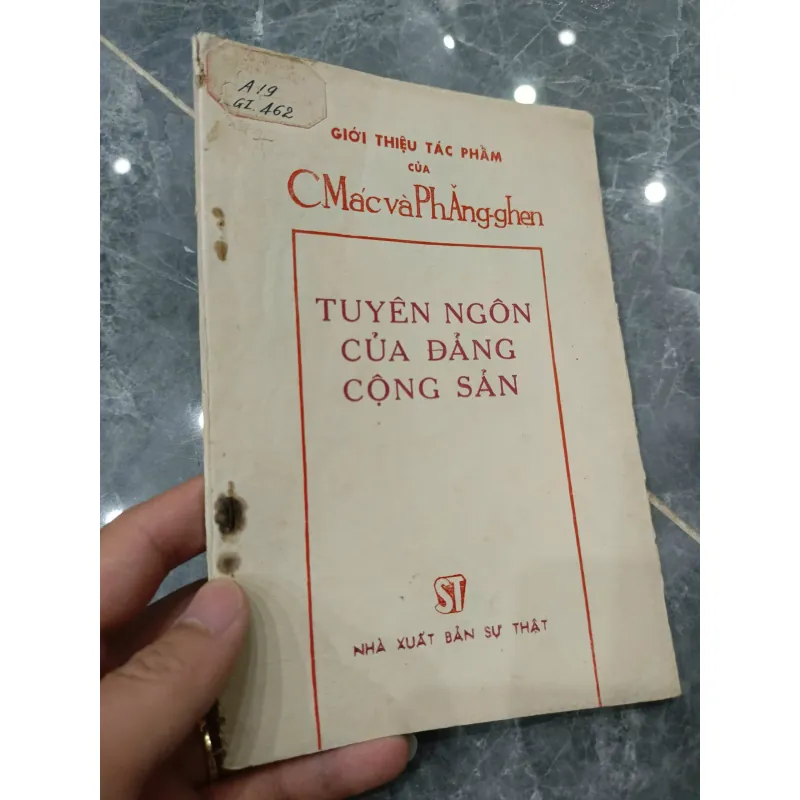 A19
GI.462
GIỚI THIỆU TÁC PHẨM
CỦA
C Mác và Ph Ăng-ghen
TUYÊN NGÔN
CỦA ĐẢNG
CỘNG SẢN
ST
NHÀ XUẤT BẢN SỰ THẬT